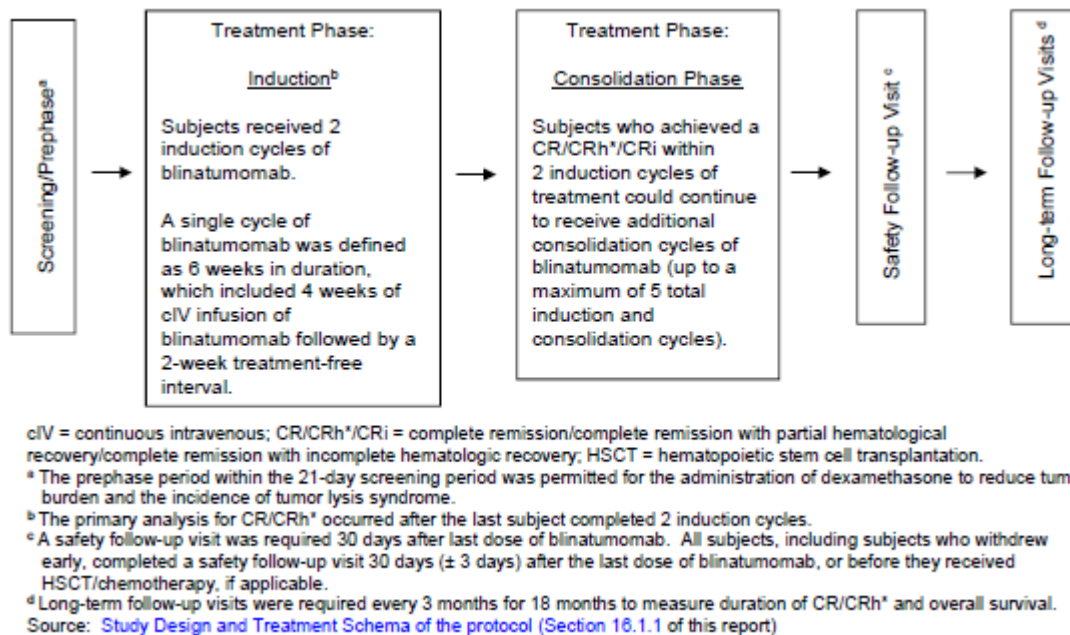 Screening/Prephaseᵃ
Treatment Phase:
Inductionᵇ
Subjects received 2
induction cycles of
blinatumomab.
A single cycle of
blinatumomab was defined
as 6 weeks in duration,
which included 4 weeks of
cIV infusion of
blinatumomab followed by a
2-week treatment-free
interval.
Treatment Phase:
Consolidation Phase
Subjects who achieved a
CR/CRh*/CRi within
2 induction cycles of
treatment could continue
to receive additional
consolidation cycles of
blinatumomab (up to a
maximum of 5 total
induction and
consolidation cycles).
Safety Follow-up Visit ᶜ
Long-term Follow-up Visits ᵈ
cIV = continuous intravenous; CR/CRh*/CRi = complete remission/complete remission with partial hematological
recovery/complete remission with incomplete hematologic recovery; HSCT = hematopoietic stem cell transplantation.
ᵃ The prephase period within the 21-day screening period was permitted for the administration of dexamethasone to reduce tum
burden and the incidence of tumor lysis syndrome.
ᵇ The primary analysis for CR/CRh* occurred after the last subject completed 2 induction cycles.
ᶜ A safety follow-up visit was required 30 days after last dose of blinatumomab. All subjects, including subjects who withdrew
early, completed a safety follow-up visit 30 days (± 3 days) after the last dose of blinatumomab, or before they received
HSCT/chemotherapy, if applicable.
ᵈ Long-term follow-up visits were required every 3 months for 18 months to measure duration of CR/CRh* and overall survival.
Source: Study Design and Treatment Schema of the protocol (Section 16.1.1 of this report)